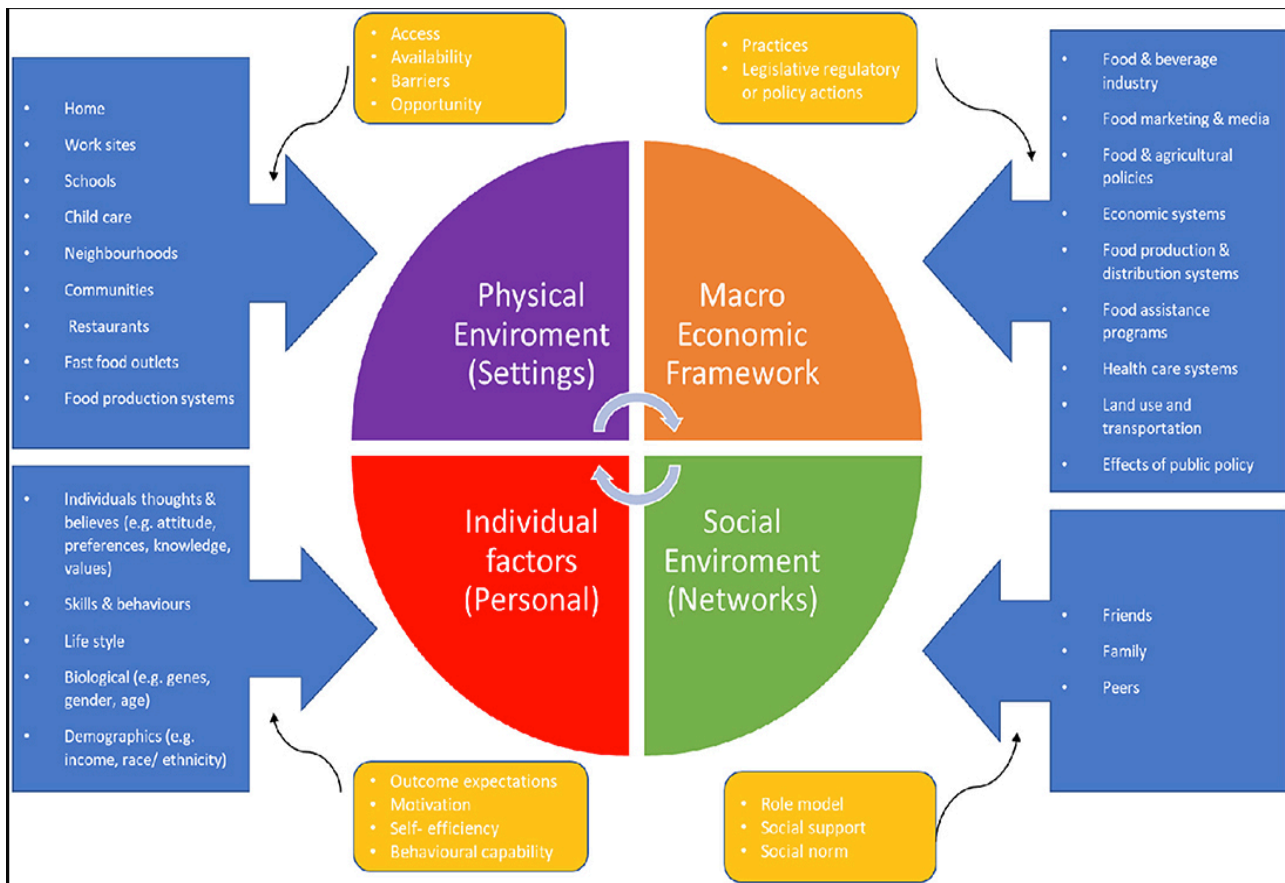 • Access
• Availability
• Barriers
• Opportunity
• Practices
• Legislative regulatory
or policy actions
• Home
• Work sites
• Schools
• Child care
• Neighbourhoods
• Communities
• Restaurants
• Fast food outlets
• Food production systems
• Food & beverage
industry
• Food marketing & media
• Food & agricultural
policies
• Economic systems
• Food production &
distribution systems
• Food assistance
programs
• Health care systems
• Land use and
transportation
• Effects of public policy
Physical
Enviroment
(Settings)
Macro
Economic
Framework
Individual
factors
(Personal)
Social
Enviroment
(Networks)
• Individuals thoughts &
believes (e.g. attitude,
preferences, knowledge,
values)
• Skills & behaviours
• Life style
• Biological (e.g. genes,
gender, age)
• Demographics (e.g.
income, race/ ethnicity)
• Friends
• Family
• Peers
• Outcome expectations
• Motivation
• Self- efficiency
• Behavioural capability
• Role model
• Social support
• Social norm